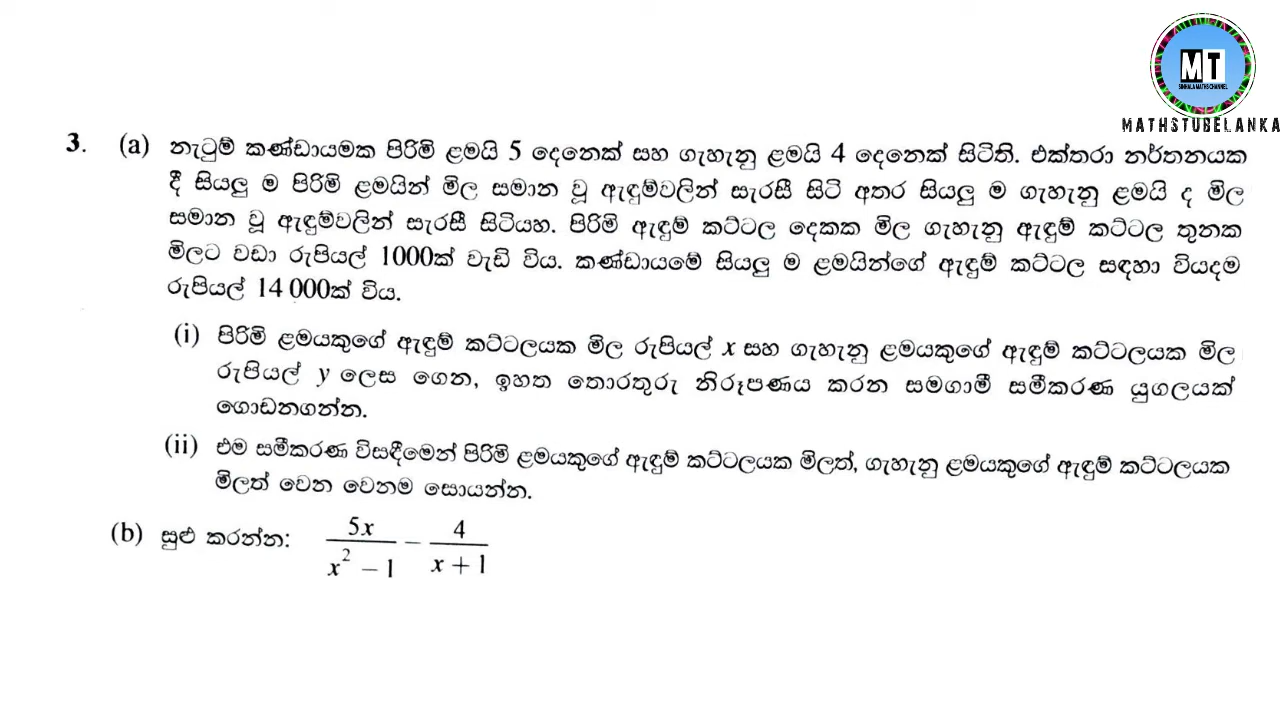 MT
SINHALA MATHS CHANNEL
MATHSTUBELANKA
3. (a) නැටුම් කණ්ඩායමක පිරිමි ළමයි 5 දෙනෙක් සහ ගැහැනු ළමයි 4 දෙනෙක් සිටිති. එක්තරා නර්තනයක
දී සියලු ම පිරිමි ළමයින් මිල සමාන වූ ඇඳුම්වලින් සැරසී සිටි අතර සියලු ම ගැහැනු ළමයි ද මිල
සමාන වූ ඇඳුම්වලින් සැරසී සිටියහ. පිරිමි ඇඳුම් කට්ටල දෙකක මිල ගැහැනු ඇඳුම් කට්ටල තුනක
මිලට වඩා රුපියල් 1000ක් වැඩි විය. කණ්ඩායමේ සියලු ම ළමයින්ගේ ඇඳුම් කට්ටල සඳහා වියදම
රුපියල් 14 000ක් විය.
(i) පිරිමි ළමයකුගේ ඇඳුම් කට්ටලයක මිල රුපියල් x සහ ගැහැනු ළමයකුගේ ඇඳුම් කට්ටලයක මිල
රුපියල් y ලෙස ගෙන, ඉහත තොරතුරු නිරූපණය කරන සමගාමී සමීකරණ යුගලයක්
ගොඩනගන්න.
(ii) එම සමීකරණ විසඳීමෙන් පිරිමි ළමයකුගේ ඇඳුම් කට්ටලයක මිලත්, ගැහැනු ළමයකුගේ ඇඳුම් කට්ටලයක
මිලත් වෙන වෙනම සොයන්න.
(b) සුළු කරන්න: 5x/(x² − 1) − 4/(x + 1)